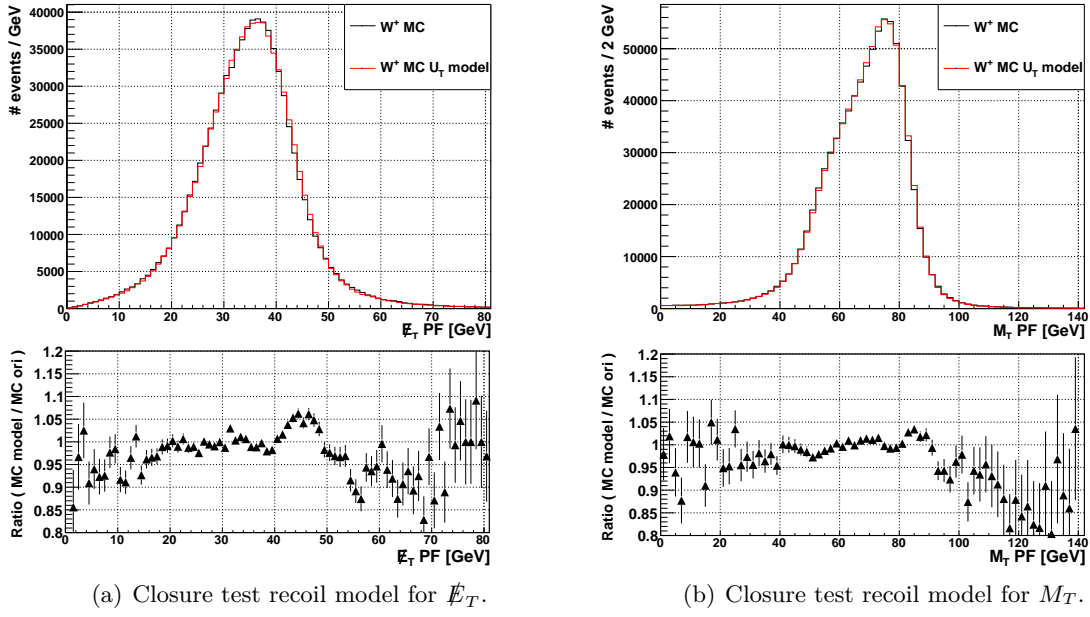 # events / GeV
40000
35000
30000
25000
20000
15000
10000
5000
0
W+ MC
W+ MC U_T model
0 10 20 30 40 50 60 70 80
E̸_T PF [GeV]
Ratio ( MC model / MC ori )
1.2
1.15
1.1
1.05
1
0.95
0.9
0.85
0.8
0 10 20 30 40 50 60 70 80
E̸_T PF [GeV]
(a) Closure test recoil model for E̸_T.
# events / 2 GeV
50000
40000
30000
20000
10000
0
W+ MC
W+ MC U_T model
0 20 40 60 80 100 120 140
M_T PF [GeV]
Ratio ( MC model / MC ori )
1.2
1.15
1.1
1.05
1
0.95
0.9
0.85
0.8
0 20 40 60 80 100 120 140
M_T PF [GeV]
(b) Closure test recoil model for M_T.